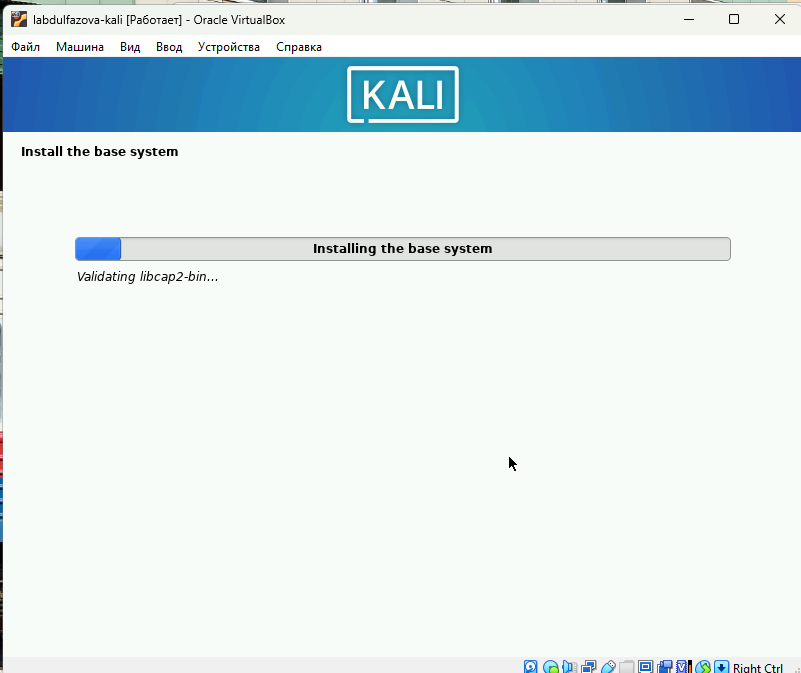 labdulfazova-kali [Работает] - Oracle VirtualBox
Файл Машина Вид Ввод Устройства Справка
KALI
Install the base system
Installing the base system
Validating libcap2-bin...
Right Ctrl